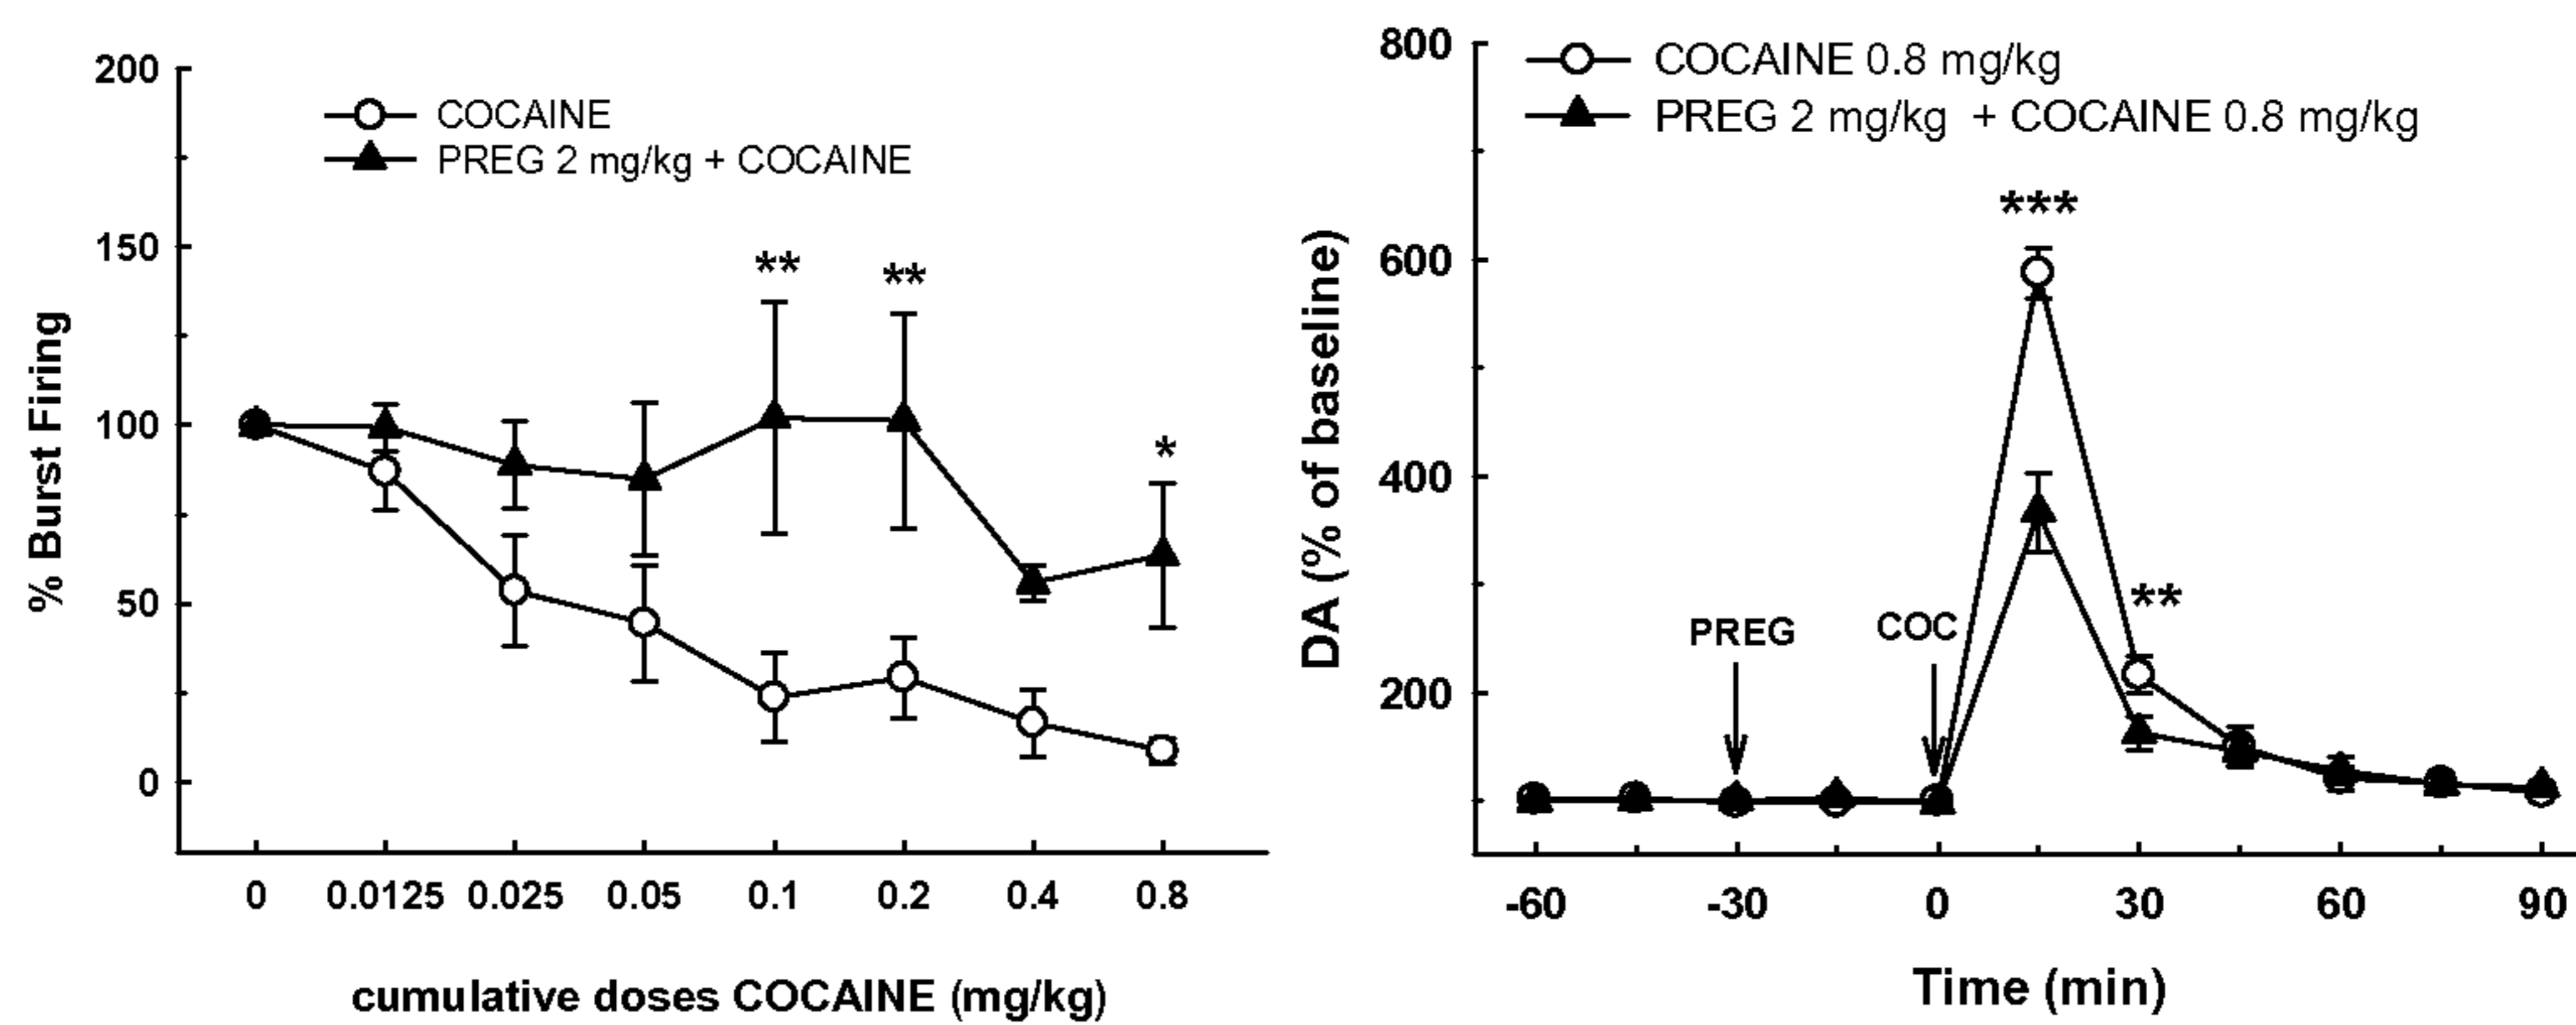 200
150
100
50
0
% Burst Firing
COCAINE
PREG 2 mg/kg + COCAINE
**
**
*
0 0.0125 0.025 0.05 0.1 0.2 0.4 0.8
cumulative doses COCAINE (mg/kg)
800
600
400
200
DA (% of baseline)
COCAINE 0.8 mg/kg
PREG 2 mg/kg + COCAINE 0.8 mg/kg
***
**
PREG
COC
-60 -30 0 30 60 90
Time (min)